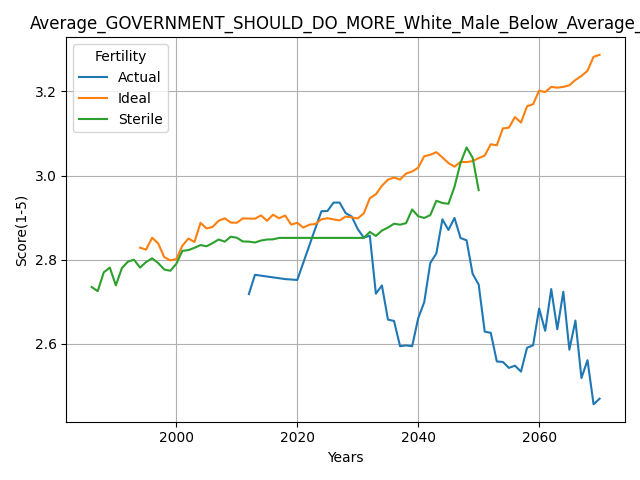 Average_GOVERNMENT_SHOULD_DO_MORE_White_Male_Below_Average_
Fertility
Actual
Ideal
Sterile
Score(1-5)
3.2
3.0
2.8
2.6
2000 2020 2040 2060
Years